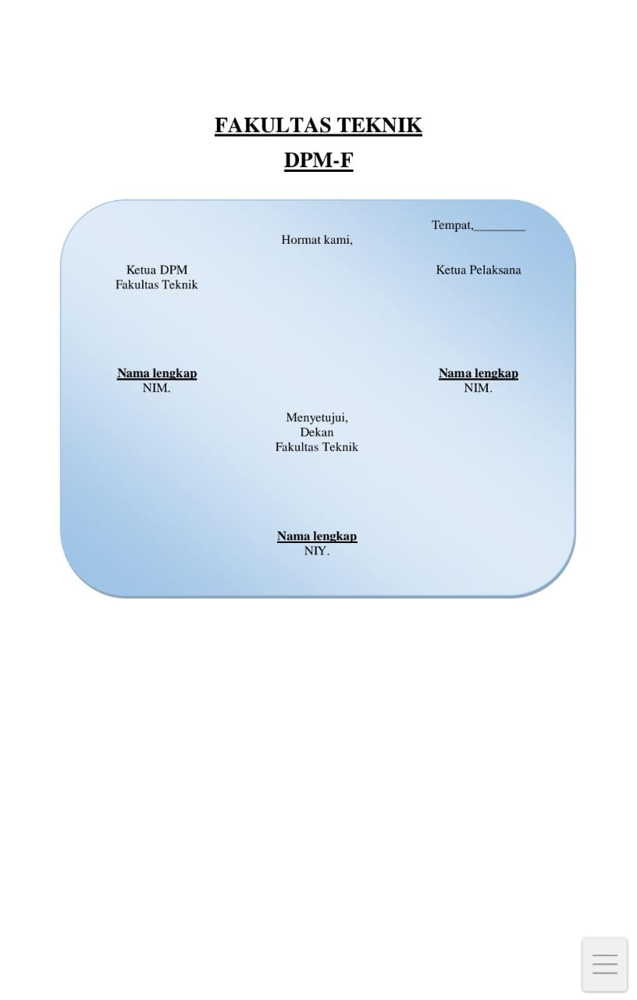 FAKULTAS TEKNIK
DPM-F
Tempat,_________
Hormat kami,
Ketua DPM
Fakultas Teknik
Ketua Pelaksana
Nama lengkap
NIM.
Nama lengkap
NIM.
Menyetujui,
Dekan
Fakultas Teknik
Nama lengkap
NIY.